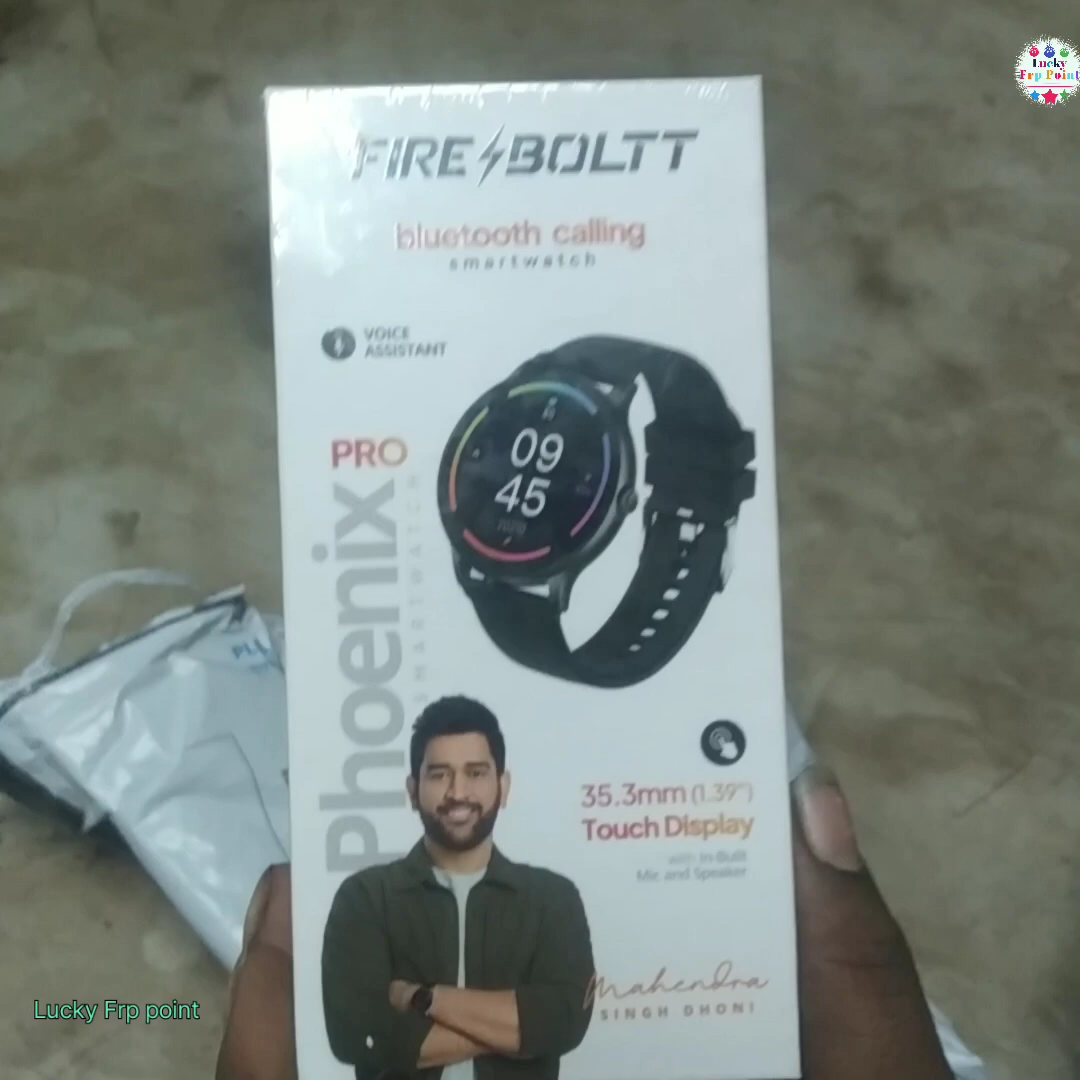 Lucky
Frp Point
FIRE BOLTT
bluetooth calling
smartwatch
VOICE
ASSISTANT
PRO
Phoenix
SMARTWATCH
09
45
35.3mm (1.39")
Touch Display
with In-Built
Mic and Speaker
Mahendra
SINGH DHONI
Lucky Frp point